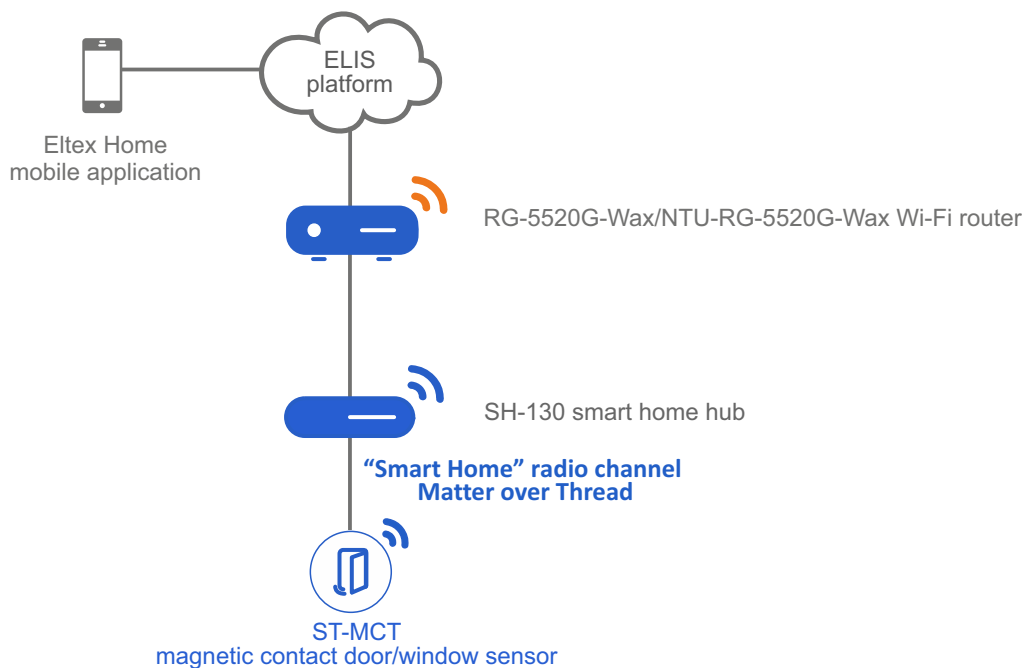 ELIS
platform
Eltex Home
mobile application
RG-5520G-Wax/NTU-RG-5520G-Wax Wi-Fi router
SH-130 smart home hub
“Smart Home” radio channel
Matter over Thread
ST-MCT
magnetic contact door/window sensor